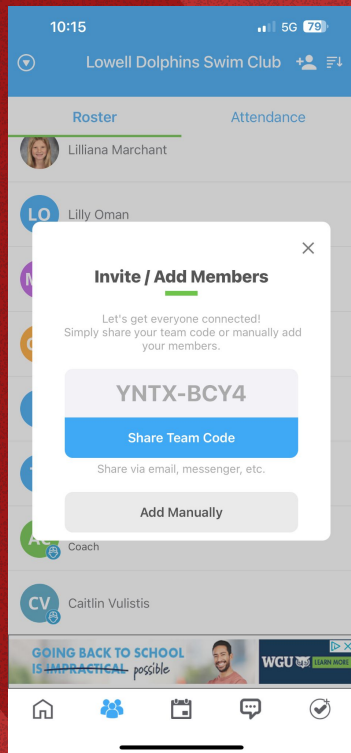 10:15
5G 79
Lowell Dolphins Swim Club
Roster
Attendance
Lilliana Marchant
LO
Lilly Oman
Invite / Add Members
Let's get everyone connected!
Simply share your team code or manually add
your members.
YNTX-BCY4
Share Team Code
Share via email, messenger, etc.
Add Manually
Coach
CV
Caitlin Vulistis
GOING BACK TO SCHOOL
IS IMPRACTICAL possible
WGU
LEARN MORE